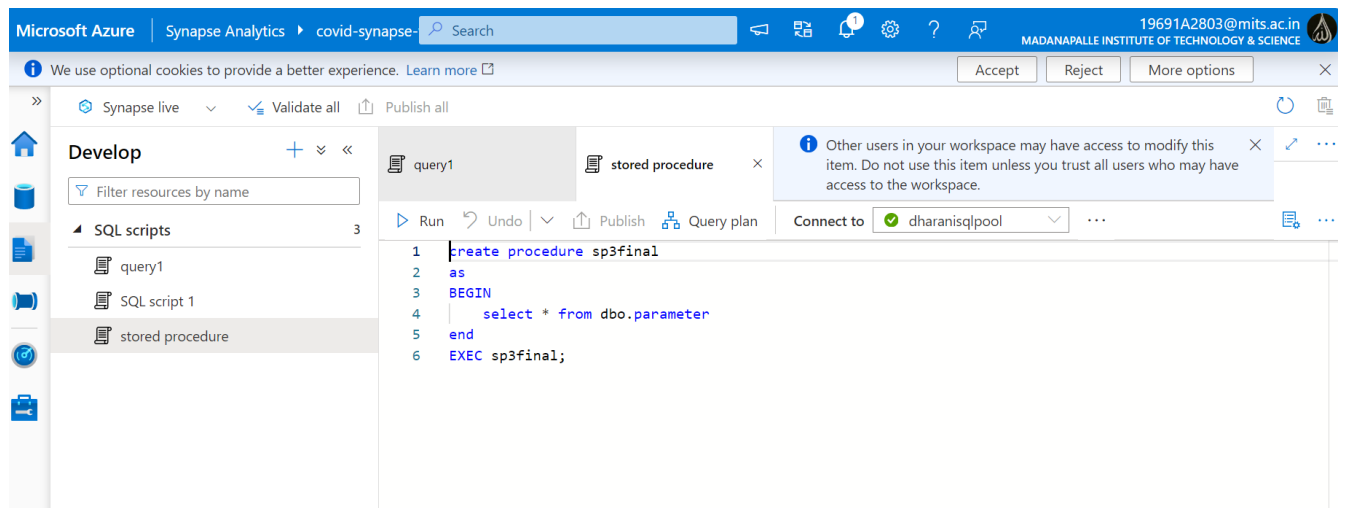 Microsoft Azure Synapse Analytics covid-synapse- Search 1 19691A2803@mits.ac.in
MADANAPALLE INSTITUTE OF TECHNOLOGY & SCIENCE
We use optional cookies to provide a better experience. Learn more Accept Reject More options
Synapse live Validate all Publish all
Develop
Filter resources by name
SQL scripts 3
query1
SQL script 1
stored procedure
query1 stored procedure
Other users in your workspace may have access to modify this
item. Do not use this item unless you trust all users who may have
access to the workspace.
Run Undo Publish Query plan Connect to dharanisqlpool
1 create procedure sp3final
2 as
3 BEGIN
4 select * from dbo.parameter
5 end
6 EXEC sp3final;